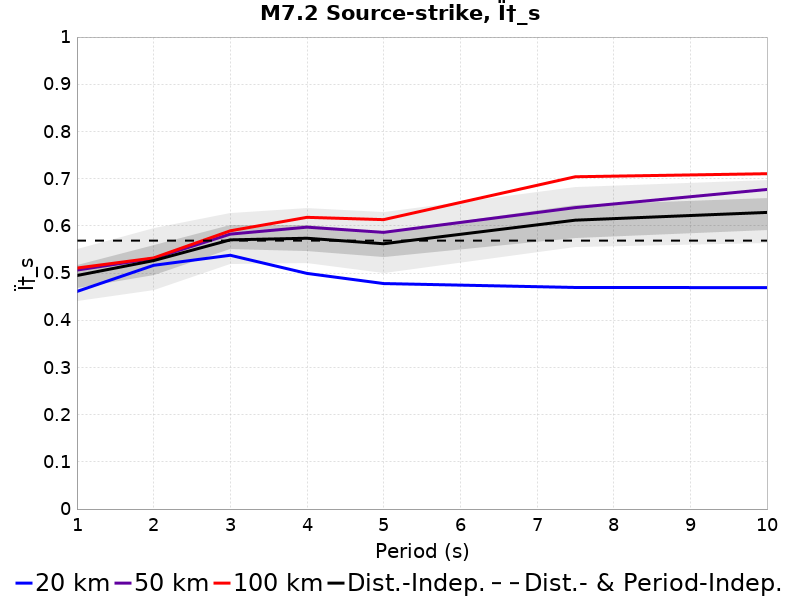 M7.2 Source-strike, Ï†_s
1
0.9
0.8
0.7
0.6
0.5
0.4
0.3
0.2
0.1
0
Ï†_s
1 2 3 4 5 6 7 8 9 10
Period (s)
20 km 50 km 100 km Dist.-Indep. Dist.- & Period-Indep.